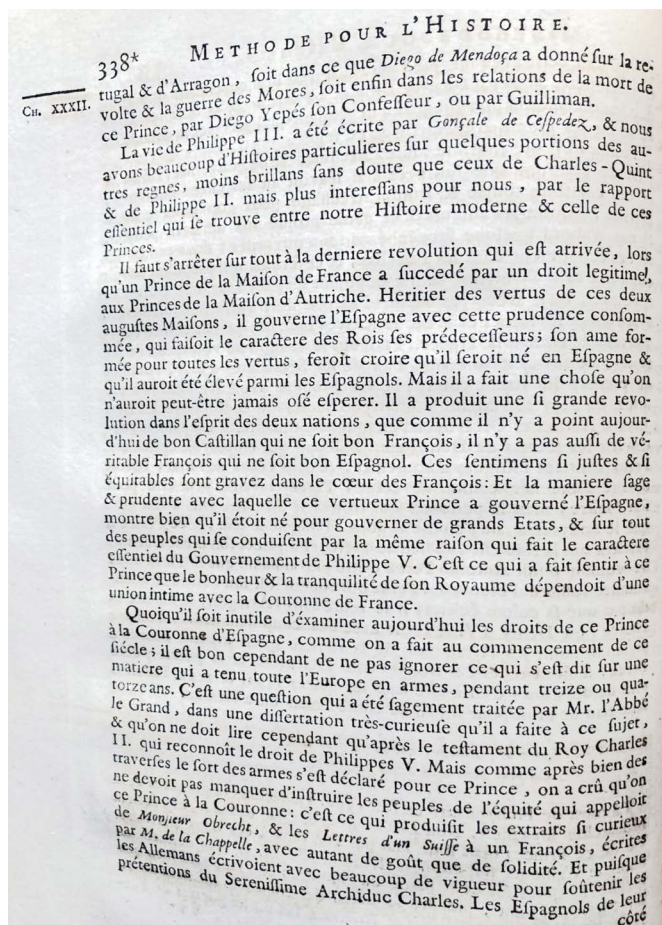 338* METHODE POUR L'HISTOIRE.
CH. XXXII. tugal & d'Arragon, ſoit dans ce que Diego de Mendoça a donné ſur la re-
volte & la guerre des Mores, ſoit enfin dans les relations de la mort de
ce Prince, par Diego Yepés ſon Confeſſeur, ou par Guilliman.
La vie de Philippe III. a été écrite par Gonçale de Ceſpedez, & nous
avons beaucoup d'Hiſtoires particulieres ſur quelques portions des au-
tres regnes, moins brillans ſans doute que ceux de Charles-Quint
& de Philippe II. mais plus intereſſans pour nous, par le rapport
eſſentiel qui ſe trouve entre notre Hiſtoire moderne & celle de ces
Princes.
Il faut s'arrêter ſur tout à la derniere revolution qui eſt arrivée, lors
qu'un Prince de la Maiſon de France a ſuccedé par un droit legitime,
aux Princes de la Maiſon d'Autriche. Heritier des vertus de ces deux
auguſtes Maiſons, il gouverne l'Eſpagne avec cette prudence conſom-
mée, qui faiſoit le caractere des Rois ſes prédeceſſeurs; ſon ame for-
mée pour toutes les vertus, feroît croire qu'il ſeroit né en Eſpagne &
qu'il auroit été élevé parmi les Eſpagnols. Mais il a fait une choſe qu'on
n'auroit peut-être jamais oſé eſperer. Il a produit une ſi grande revo-
lution dans l'eſprit des deux nations, que comme il n'y a point aujour-
d'hui de bon Caſtillan qui ne ſoit bon François, il n'y a pas auſſi de vé-
ritable François qui ne ſoit bon Eſpagnol. Ces ſentimens ſi juſtes & ſi
équitables ſont gravez dans le cœur des François: Et la maniere ſage
& prudente avec laquelle ce vertueux Prince a gouverné l'Eſpagne,
montre bien qu'il étoit né pour gouverner de grands Etats, & ſur tout
des peuples qui ſe conduiſent par la même raiſon qui fait le caractere
eſſentiel du Gouvernement de Philippe V. C'eſt ce qui a fait ſentir à ce
Prince que le bonheur & la tranquilité de ſon Royaume dépendoit d'une
union intime avec la Couronne de France.
Quoiqu'il ſoit inutile d'éxaminer aujourd'hui les droits de ce Prince
à la Couronne d'Eſpagne, comme on a fait au commencement de ce
ſiécle; il eſt bon cependant de ne pas ignorer ce qui s'eſt dit ſur une
matiere qui a tenu toute l'Europe en armes, pendant treize ou qua-
torze ans. C'eſt une queſtion qui a été ſagement traitée par Mr. l'Abbé
le Grand, dans une diſſertation très-curieuſe qu'il a faite à ce ſujet,
& qu'on ne doit lire cependant qu'après le teſtament du Roy Charles
II. qui reconnoît le droit de Philippes V. Mais comme après bien des
traverſes le ſort des armes s'eſt déclaré pour ce Prince, on a crû qu'on
ne devoit pas manquer d'inſtruire les peuples de l'équité qui appelloit
ce Prince à la Couronne: c'eſt ce qui produiſit les extraits ſi curieux
de Monſieur Obrecht, & les Lettres d'un Suiſſe à un François, écrites
par M. de la Chappelle, avec autant de goût que de ſolidité. Et puiſque
les Allemans écrivoient avec beaucoup de vigueur pour ſoûtenir les
prétentions du Sereniſſime Archiduc Charles. Les Eſpagnols de leur
côté